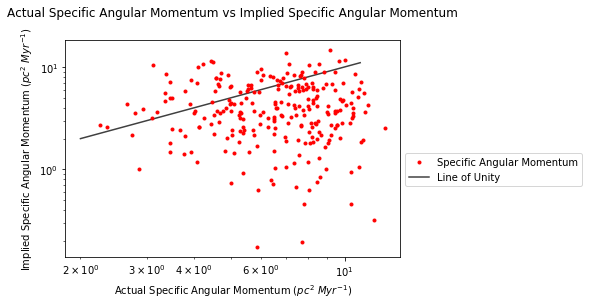 Actual Specific Angular Momentum vs Implied Specific Angular Momentum
Implied Specific Angular Momentum (pc² Myr⁻¹)
10¹
10⁰
2 × 10⁰
3 × 10⁰
4 × 10⁰
6 × 10⁰
10¹
Actual Specific Angular Momentum (pc² Myr⁻¹)
Specific Angular Momentum
Line of Unity